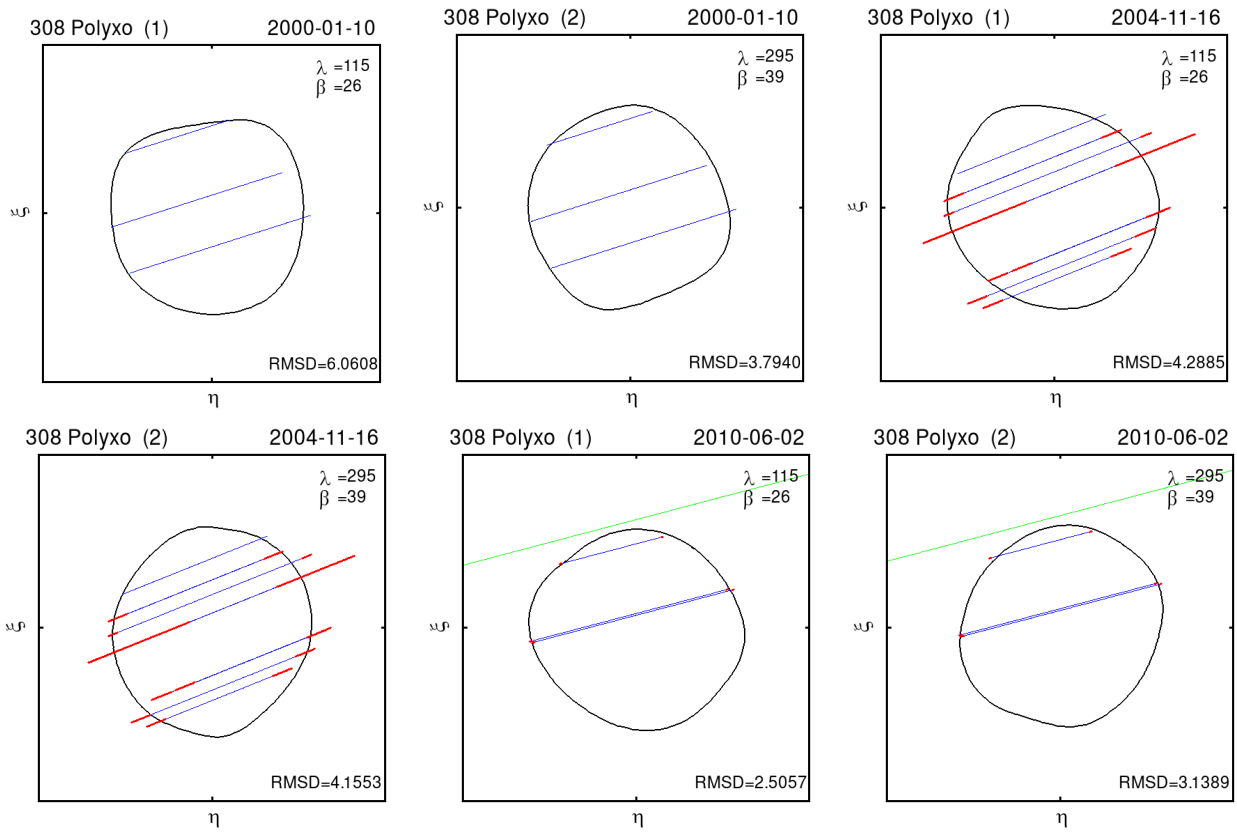 308 Polyxo (1) 2000-01-10
λ =115
β =26
ξ
RMSD=6.0608
η
308 Polyxo (2) 2000-01-10
λ =295
β =39
ξ
RMSD=3.7940
η
308 Polyxo (1) 2004-11-16
λ =115
β =26
ξ
RMSD=4.2885
η
308 Polyxo (2) 2004-11-16
λ =295
β =39
ξ
RMSD=4.1553
η
308 Polyxo (1) 2010-06-02
λ =115
β =26
ξ
RMSD=2.5057
η
308 Polyxo (2) 2010-06-02
λ =295
β =39
ξ
RMSD=3.1389
η